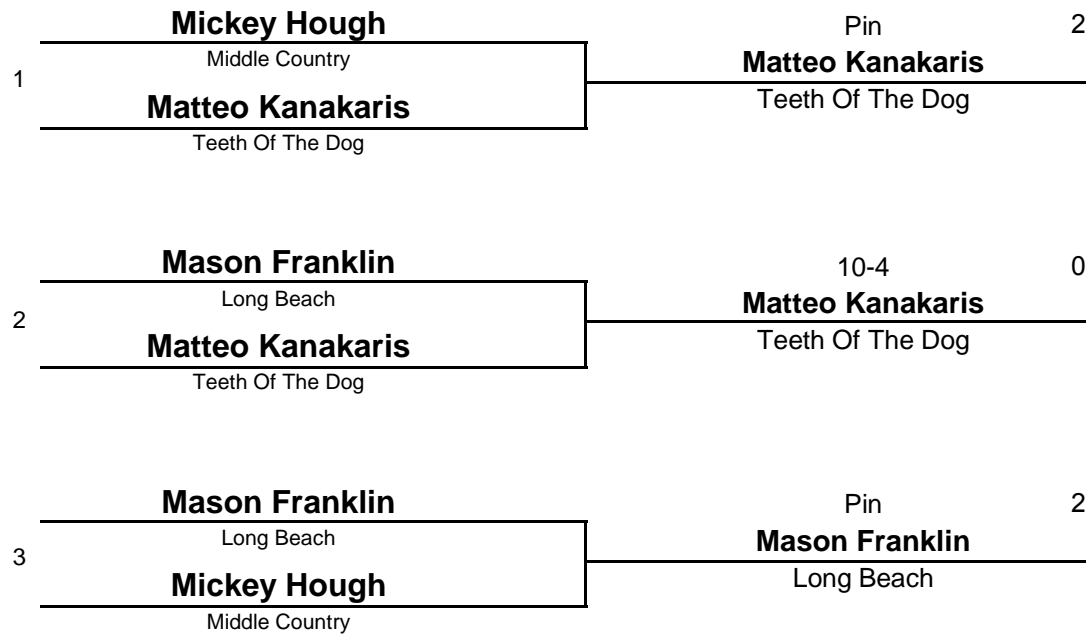 Mickey Hough
Pin 2
Middle Country
Matteo Kanakaris
1
Matteo Kanakaris
Teeth Of The Dog
Teeth Of The Dog
Mason Franklin
10-4 0
Long Beach
Matteo Kanakaris
2
Matteo Kanakaris
Teeth Of The Dog
Teeth Of The Dog
Mason Franklin
Pin 2
Long Beach
Mason Franklin
3
Mickey Hough
Long Beach
Middle Country